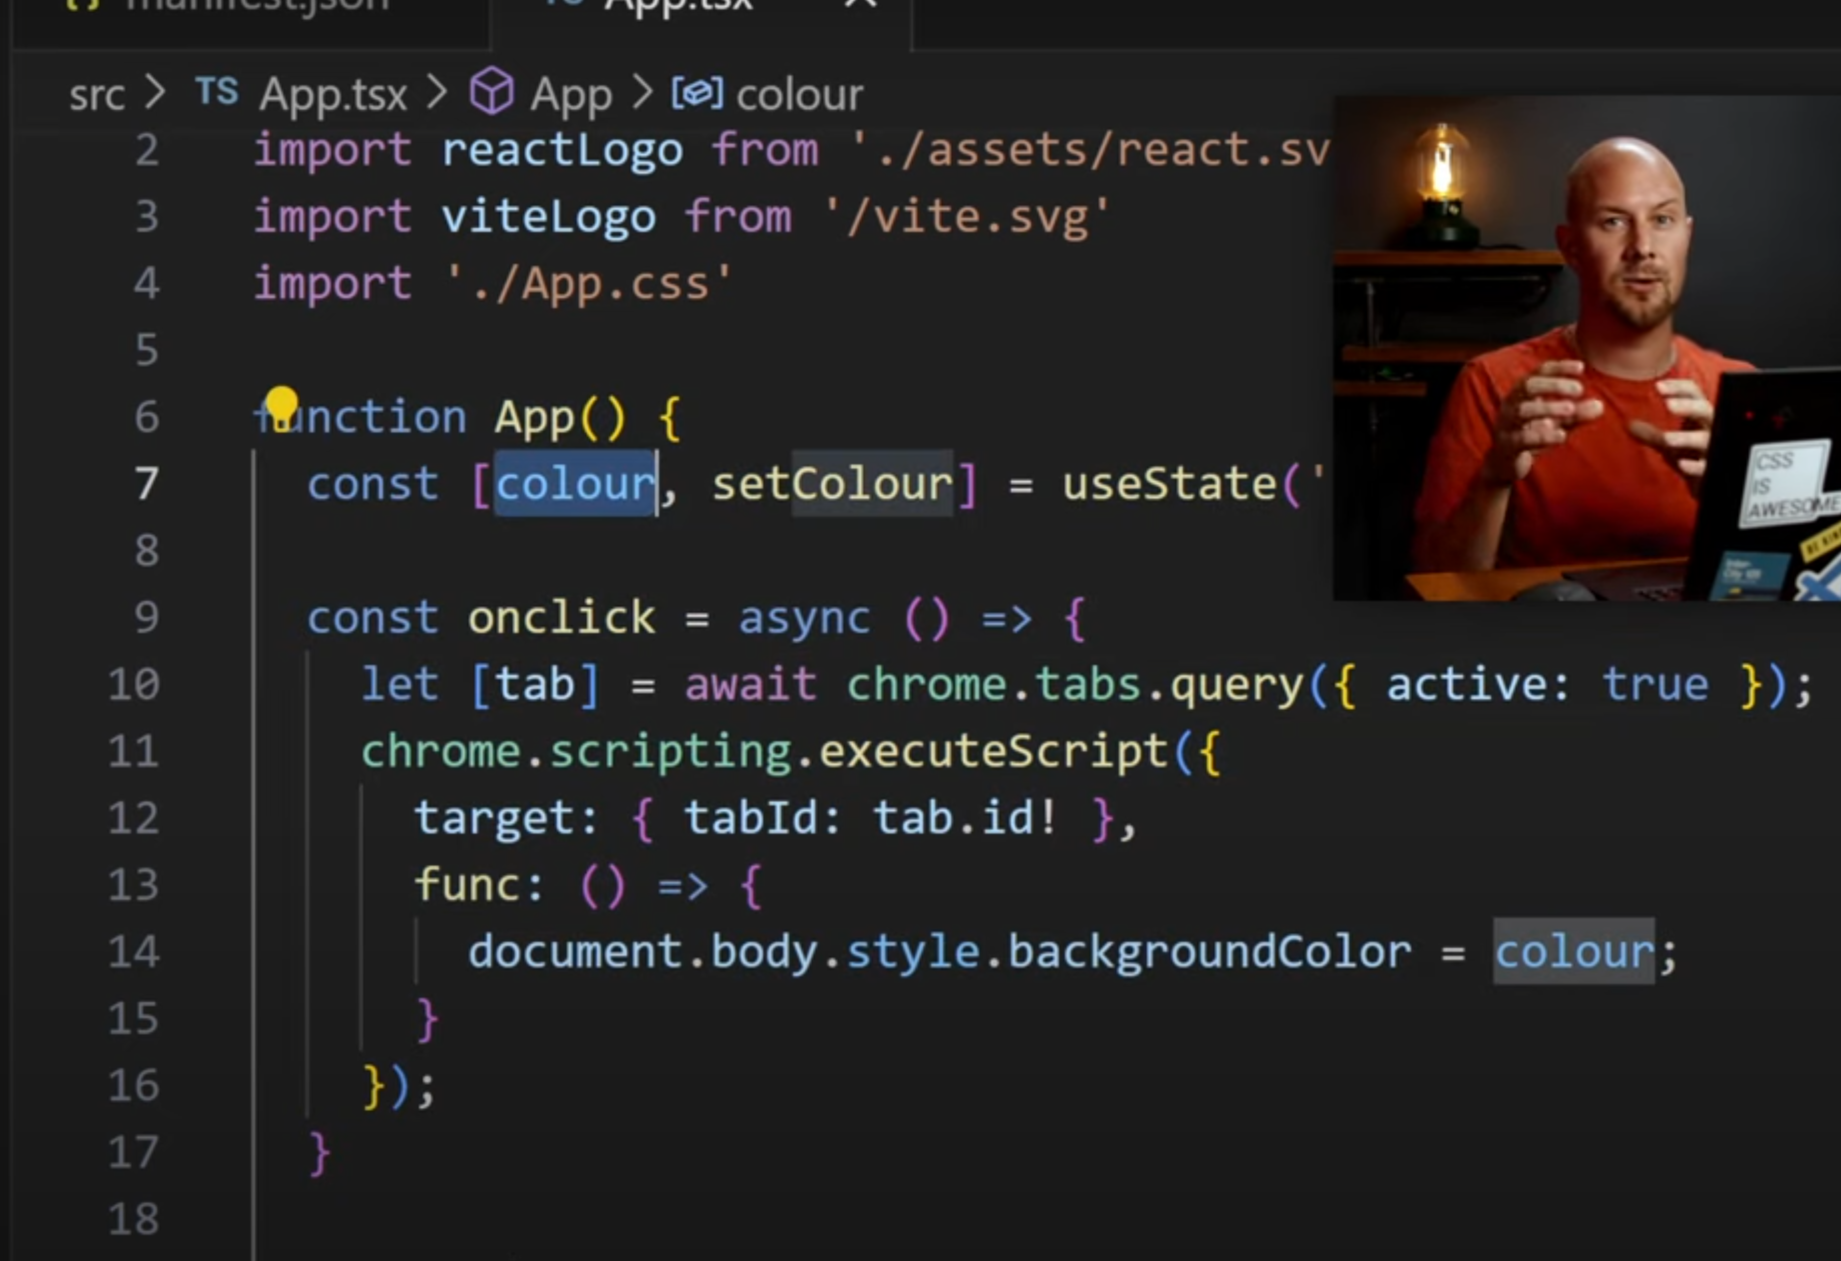 manifest.json
TS App.tsx
src > TS App.tsx > App > colour
2 import reactLogo from './assets/react.sv
3 import viteLogo from '/vite.svg'
4 import './App.css'
5
6 function App() {
7 const [colour, setColour] = useState('
8
9 const onclick = async () => {
10 let [tab] = await chrome.tabs.query({ active: true });
11 chrome.scripting.executeScript({
12 target: { tabId: tab.id! },
13 func: () => {
14 document.body.style.backgroundColor = colour;
15 }
16 });
17 }
18
CSS
IS
AWESOME